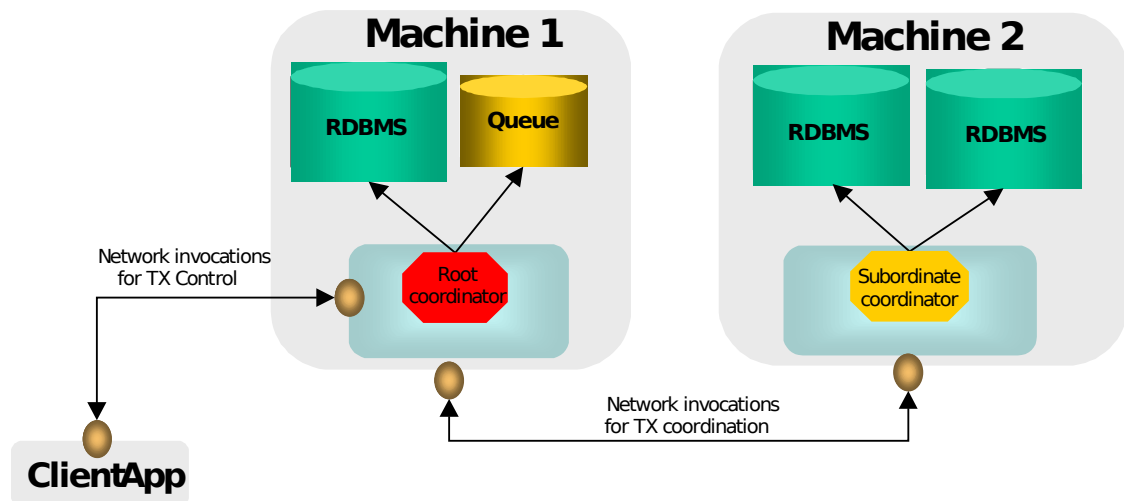 Machine 1
Machine 2
RDBMS
Queue
RDBMS
RDBMS
Network invocations
for TX Control
Root
coordinator
Subordinate
coordinator
Network invocations
for TX coordination
ClientApp